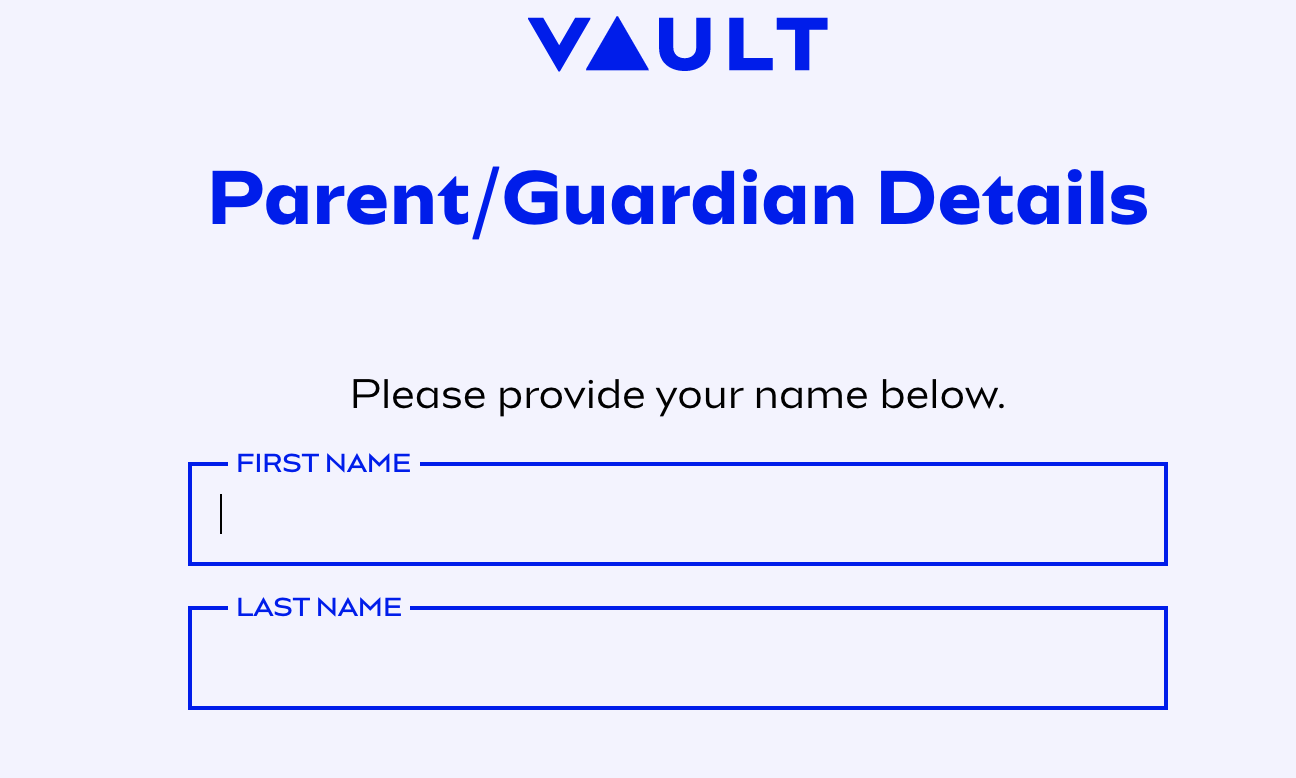 VAULT
Parent/Guardian Details
Please provide your name below.
FIRST NAME
LAST NAME